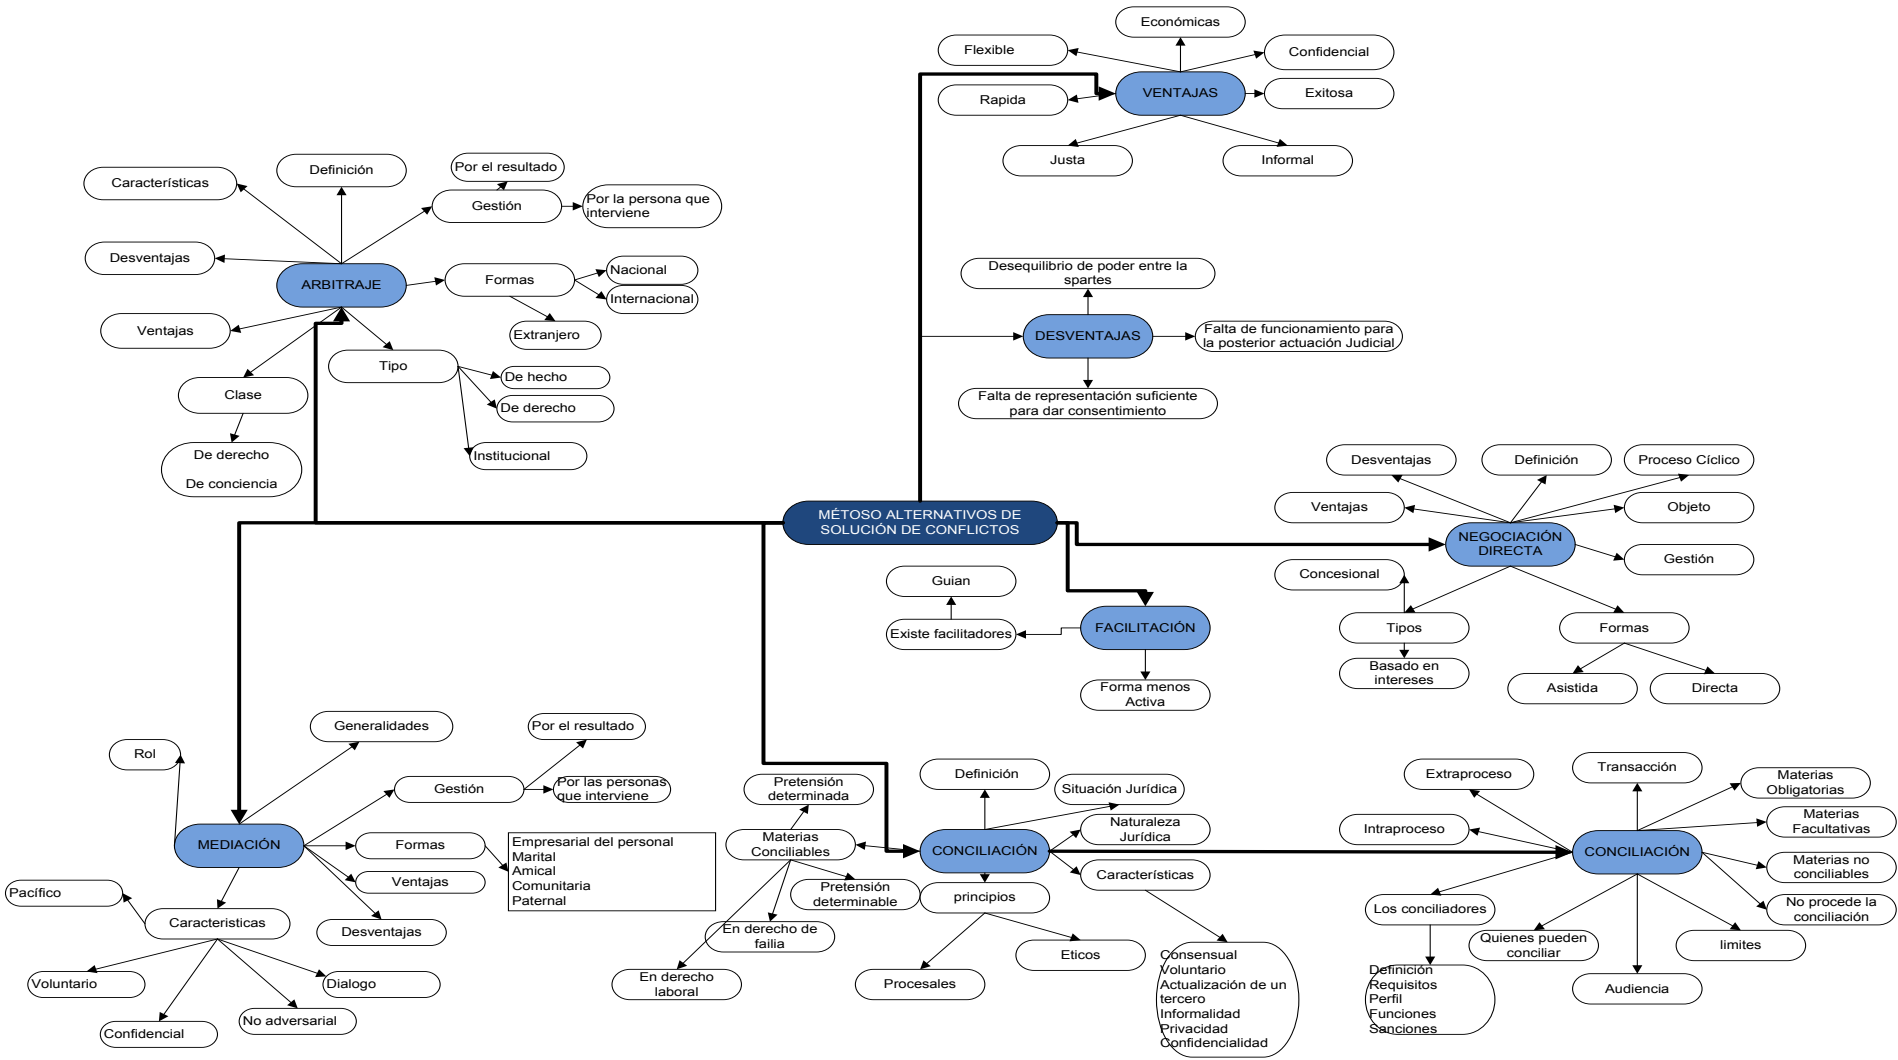 Económicas
Flexible
Confidencial
VENTAJAS
Rapida
Exitosa
Justa
Informal
Definición
Por el resultado
Característicás
Gestión
Por la persona que
interviene
Desventajas
ARBITRAJE
Formas
Nacional
Internacional
Ventajas
Extranjero
Tipo
De hecho
Clase
De derecho
De derecho
De conciencia
Institucional
Desequilibrio de poder entre la
spartes
DESVENTAJAS
Falta de funcionamiento para
la posterior actuación Judicial
Falta de representación suficiente
para dar consentimiento
MÉTOSO ALTERNATIVOS DE
SOLUCIÓN DE CONFLICTOS
Desventajas
Definición
Proceso Cíclico
Ventajas
Objeto
NEGOCIACIÓN
DIRECTA
Gestión
Concesional
Tipos
Formas
Basado en
intereses
Asistida
Directa
Guian
Existe facilitadores
FACILITACIÓN
Forma menos
Activa
Generalidades
Rol
Por el resultado
Gestión
Por las personas
que interviene
MEDIACIÓN
Formas
Empresarial del personal
Marital
Amical
Comunitaria
Paternal
Ventajas
Pacífico
Caracteristicas
Desventajas
Voluntario
Dialogo
Confidencial
No adversarial
Definición
Pretensión
determinada
Situación Jurídica
Materias
Conciliables
Naturaleza
Jurídica
CONCILIACIÓN
Características
Pretensión
determinable
principios
En derecho de
failia
Eticos
En derecho
laboral
Procesales
Consensual
Voluntario
Actualización de un
tercero
Informalidad
Privacidad
Confidencialidad
Transacción
Extraproceso
Materias
Obligatorias
Intraproceso
Materias
Facultativas
CONCILIACIÓN
Materias no
conciliables
Los conciliadores
No procede la
conciliación
Quienes pueden
conciliar
limites
Audiencia
Definición
Requisitos
Perfil
Funciones
Sanciones